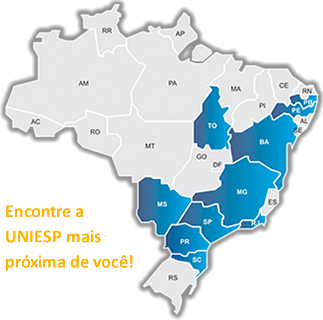 RR
AP
AM
PA
MA
CE
RN
PB
PI
PE
AC
AL
TO
SE
RO
BA
MT
GO
DF
MG
MS
ES
SP
R
PR
SC
RS
Encontre a
UNIESP mais
próxima de você!